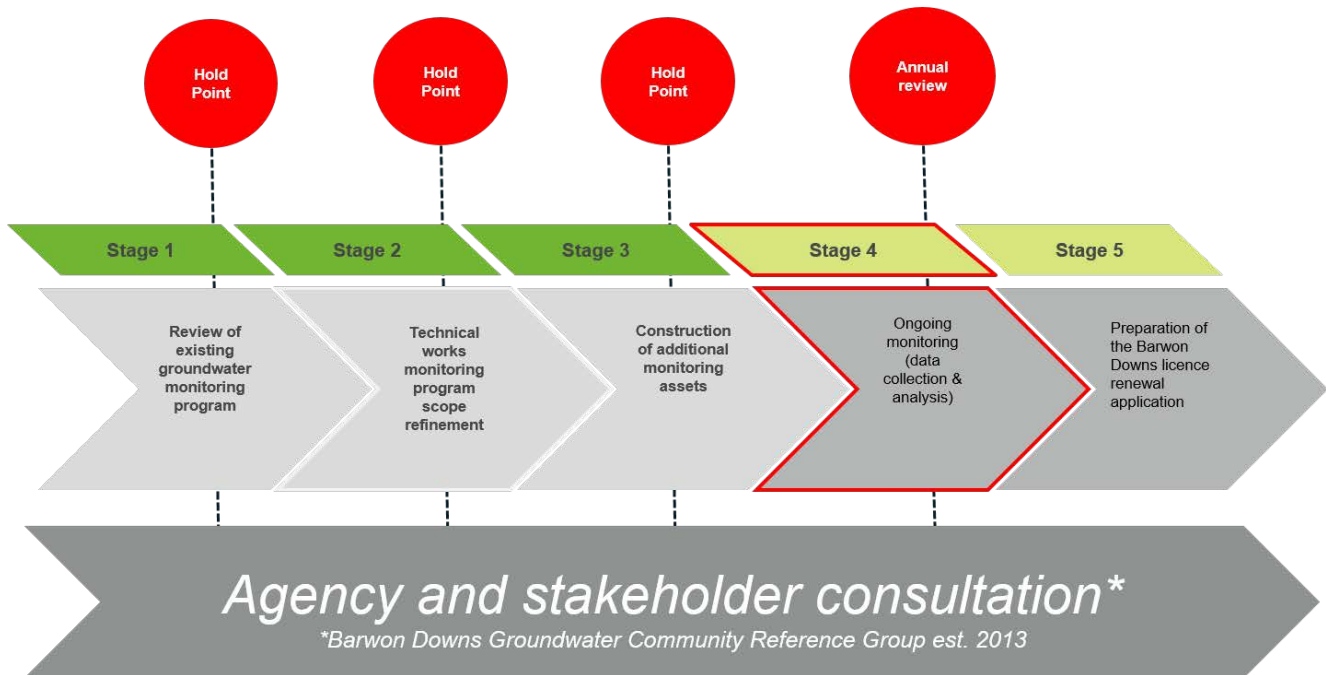 Hold
Point
Hold
Point
Hold
Point
Annual
review
Stage 1
Stage 2
Stage 3
Stage 4
Stage 5
Review of
existing
groundwater
monitoring
program
Technical
works
monitoring
program
scope
refinement
Construction
of additional
monitoring
assets
Ongoing
monitoring
(data
collection &
analysis)
Preparation of
the Barwon
Downs licence
renewal
application
Agency and stakeholder consultation*
*Barwon Downs Groundwater Community Reference Group est. 2013